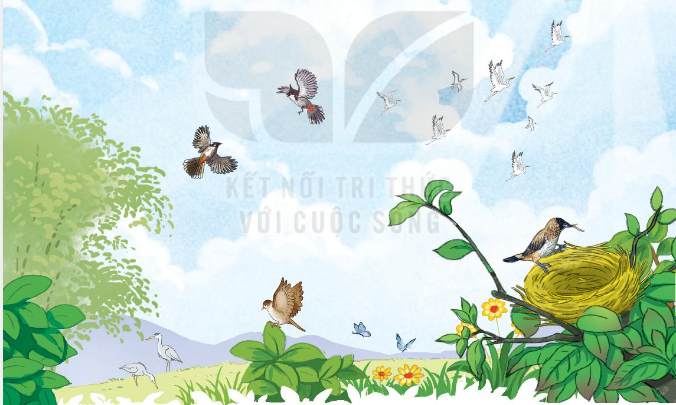 KẾT NỐI TRI THỨC
VỚI CUỘC SỐNG